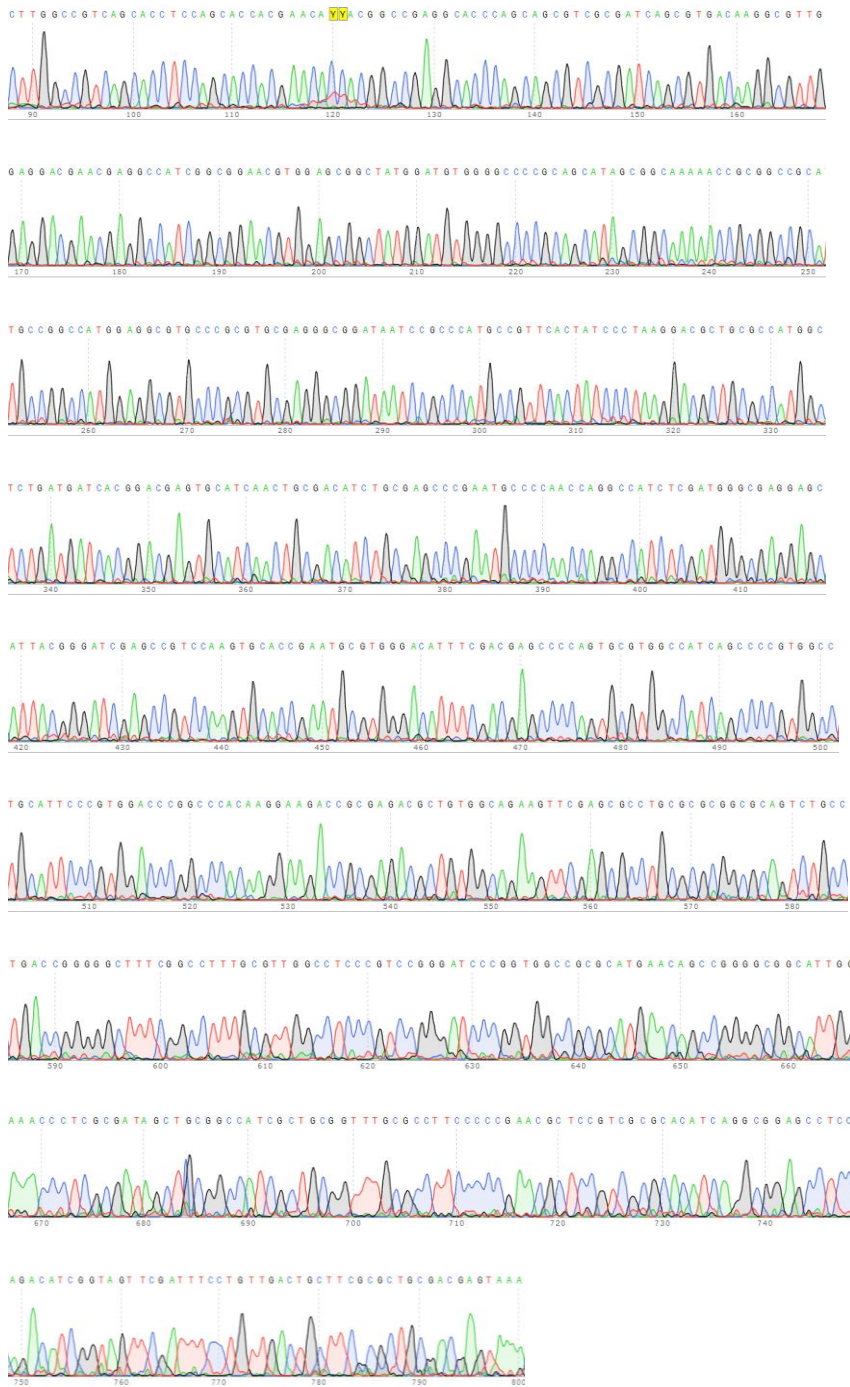 CTTGGCCGTCAGCACCTCCAGCACCACGAACAYYACGGCCGAGGCACCCAGCAGCGTCGCGATCAGCGTGACAAGGCGTTG
90 100 110 120 130 140 150 160
GAGGACGAACGAGGCCATCGGCGGAACGTGGAGCGGCTATGGATGTGGGGCCCCGCAGCATAGCGGCAAAAACCGCGGCCGCA
170 180 190 200 210 220 230 240 250
TGCCGGCCATGGAGGCGTGCCCGCGTGCGAGGGCGGATAATCCGCCCATGCCGTTCACTATCCCTAAGGACGCTGCGCCATGGC
260 270 280 290 300 310 320 330
TCTGATGATCACGGACGAGTGCATCAACTGCGACATCTGCGAGCCCGAATGCCCCAACCAGGCCATCTCGATGGGCGAGGAGC
340 350 360 370 380 390 400 410
ATTACGGGATCGAGCCGTCCAAGTGCACCGAATGCGTGGGACATTTCGACGAGCCCCAGTGCGTGGCCATCAGCCCCGTGGCC
420 430 440 450 460 470 480 490 500
TGCATTCCCGTGGACCCGGCCCACAAGGAAGACCGCGAGACGCTGTGGCAGAAGTTCGAGCGCCTGCGCGCGGCGCAGTCTGCC
510 520 530 540 550 560 570 580
TGACCGGGGGCTTTCGGCCTTTGCGTTGGCCTCCCGTCCGGGATCCCGGTGGCCGCGCATGAACAGCCGGGGCGGCATTGG
590 600 610 620 630 640 650 660
AAACCCTCGCGATAGCTGCGGCCATCGCTGCGGTTTGCGCCTTCCCCCGAACGCTCCGTCGCGCACATCAGGCGGAGCCTCC
670 680 690 700 710 720 730 740
AGACATCGGTAGTTCGATTTCCTGTTGACTGCTTCGCGCTGCGACGAGTAAA
750 760 770 780 790 800